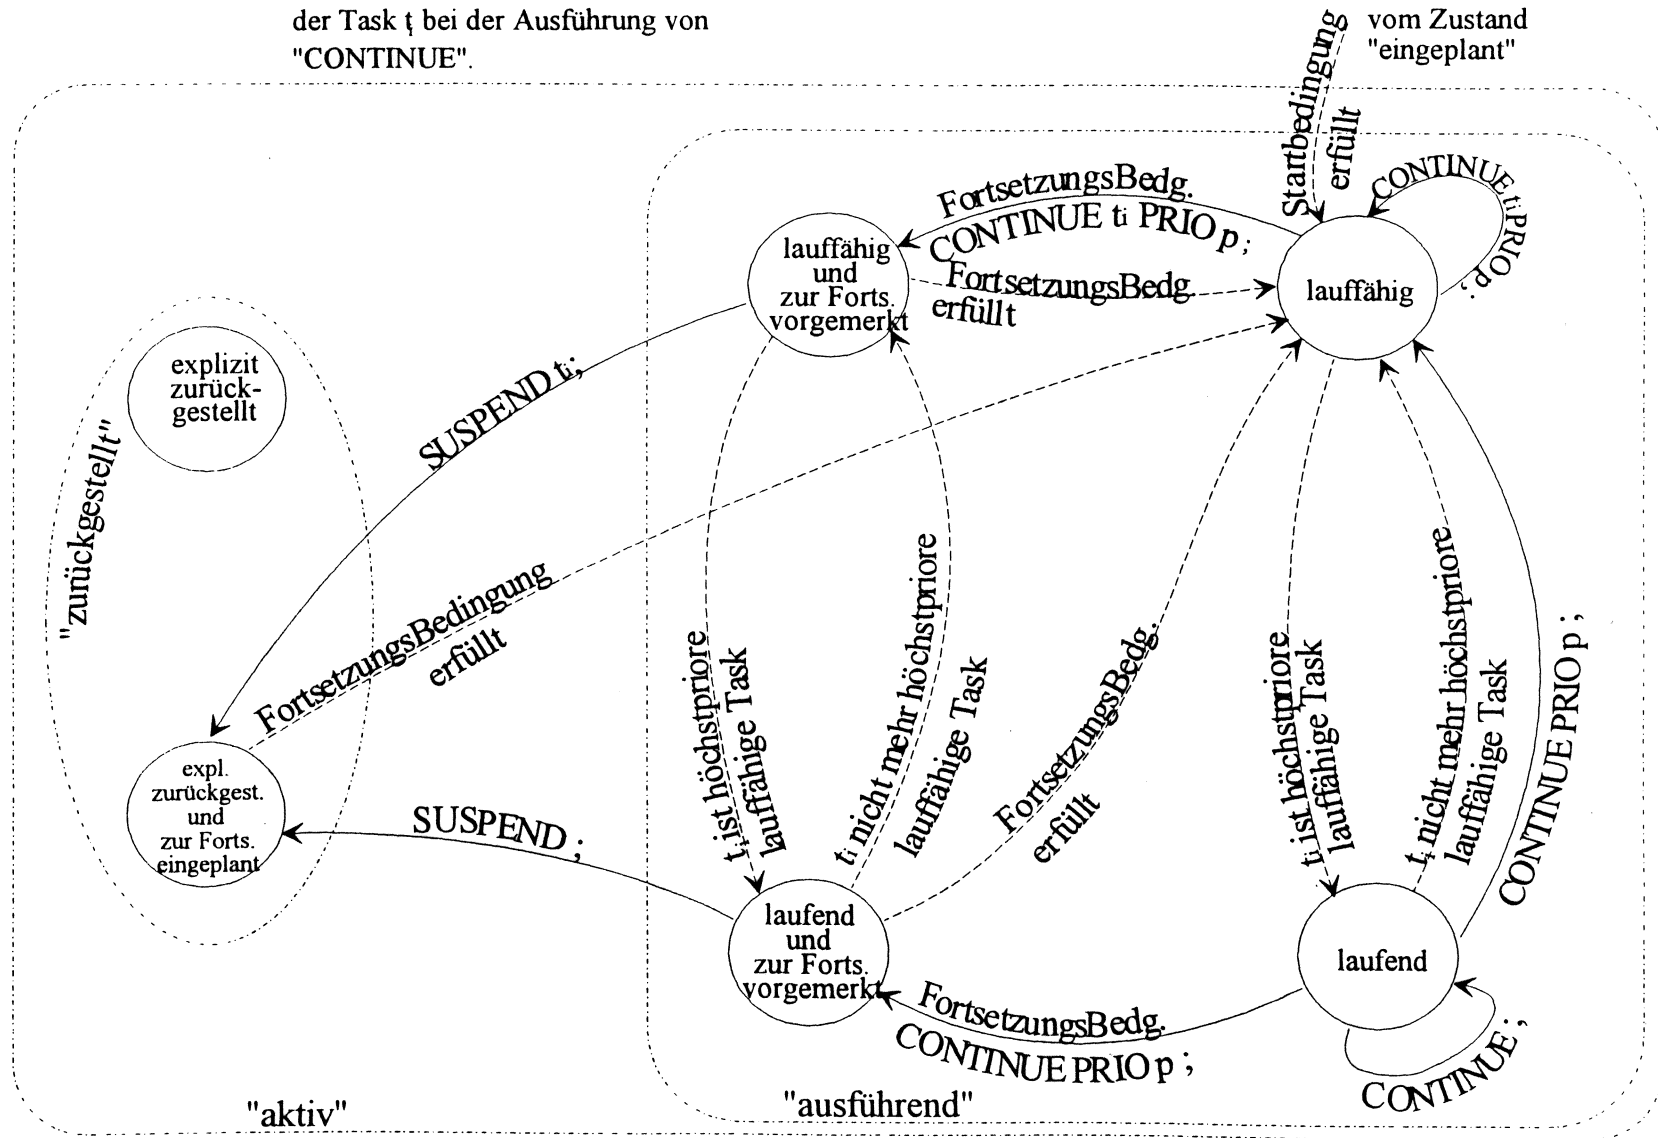 der Task ti bei der Ausführung von
"CONTINUE".
vom Zustand
"eingeplant"
Startbedingung
erfüllt
CONTINUE ti PRIO p ;
FortsetzungsBedg.
CONTINUE ti PRIO p ;
lauffähig
und
zur Forts.
vorgemerkt
FortsetzungsBedg.
erfüllt
lauffähig
explizit
zurück-
gestellt
SUSPEND ti;
"zurückgestellt"
FortsetzungsBedingung
erfüllt
ti ist höchstpriore
lauffähige Task
ti nicht mehr höchstpriore
lauffähige Task
FortsetzungsBedg.
erfüllt
ti ist höchstpriore
lauffähige Task
ti nicht mehr höchstpriore
lauffähige Task
CONTINUE PRIO p ;
expl.
zurückgest.
und
zur Forts.
eingeplant
SUSPEND ;
laufend
und
zur Forts.
vorgemerkt
laufend
FortsetzungsBedg.
CONTINUE PRIO p ;
CONTINUE ;
"aktiv"
"ausführend"